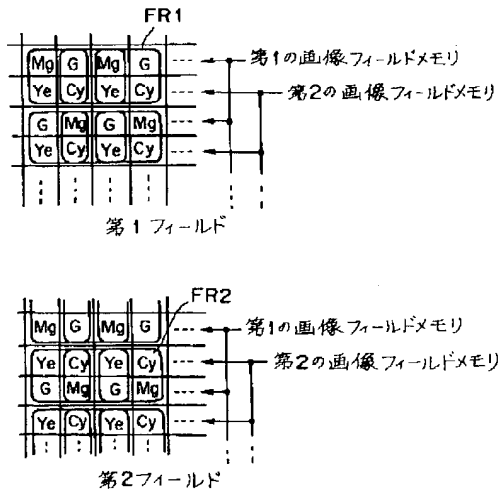 FR1
Mg G Mg G
第1の画像フィールドメモリ
Ye Cy Ye Cy
第2の画像フィールドメモリ
G Mg G Mg
Ye Cy Ye Cy
第1フィールド
FR2
Mg G Mg G
第1の画像フィールドメモリ
Ye Cy Ye Cy
第2の画像フィールドメモリ
G Mg G Mg
Ye Cy Ye Cy
第2フィールド